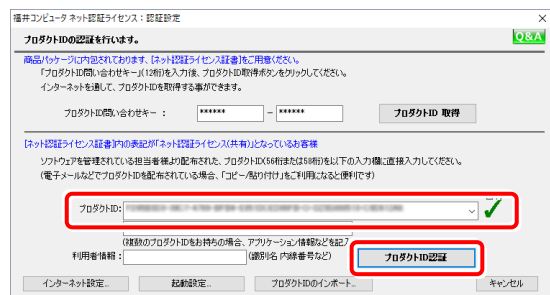 福井コンピュータ ネット認証ライセンス：認証設定
プロダクトIDの認証を行います。
Q&A
商品パッケージに内包されております、[ネット認証ライセンス証書]をご用意ください。
「プロダクトID問い合わせキー」(12桁)を入力後、プロダクトID取得ボタンをクリックしてください。
インターネットを通して、プロダクトIDを取得する事ができます。
プロダクトID問い合わせキー ： ****** － ****** プロダクトID 取得
[ネット認証ライセンス証書]内の表記が「ネット認証ライセンス(共有)」となっているお客様
ソフトウェアを管理されている担当者様より配布された、プロダクトID(56桁または58桁)を以下の入力欄に直接入力してください。
(電子メールなどでプロダクトIDを配布されている場合、「コピー/貼り付け」をご利用になると便利です)
プロダクトID:
(複数のプロダクトIDをお持ちの場合、アプリケーション情報などを記入
利用者情報： (識別名 内線番号など) プロダクトID認証
インターネット設定... 起動設定... プロダクトIDのインポート... キャンセル